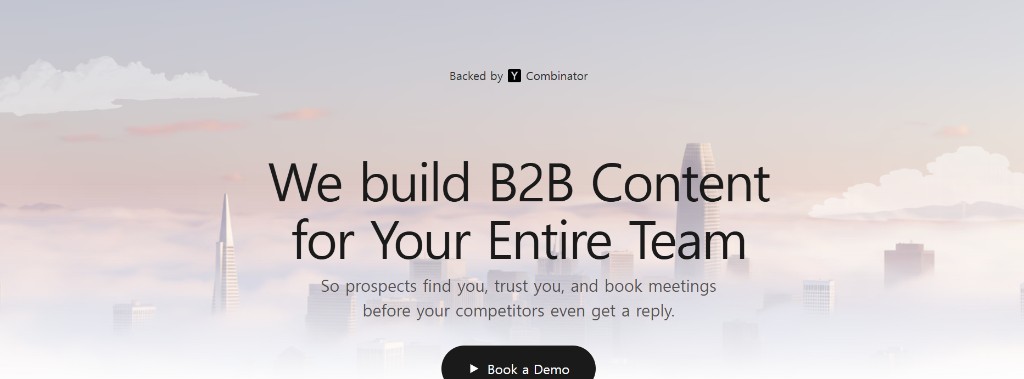 Backed by Y Combinator
We build B2B Content
for Your Entire Team
So prospects find you, trust you, and book meetings
before your competitors even get a reply.
Book a Demo